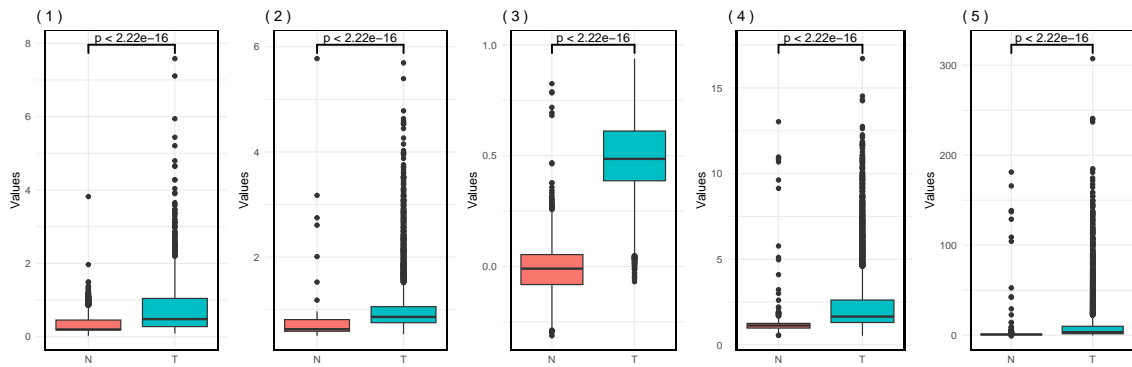 ( 1 )
p < 2.22e−16
Values
8
6
4
2
0
N T
( 2 )
p < 2.22e−16
Values
6
4
2
N T
( 3 )
p < 2.22e−16
Values
1.0
0.5
0.0
N T
( 4 )
p < 2.22e−16
Values
15
10
5
0
N T
( 5 )
p < 2.22e−16
Values
300
200
100
0
N T